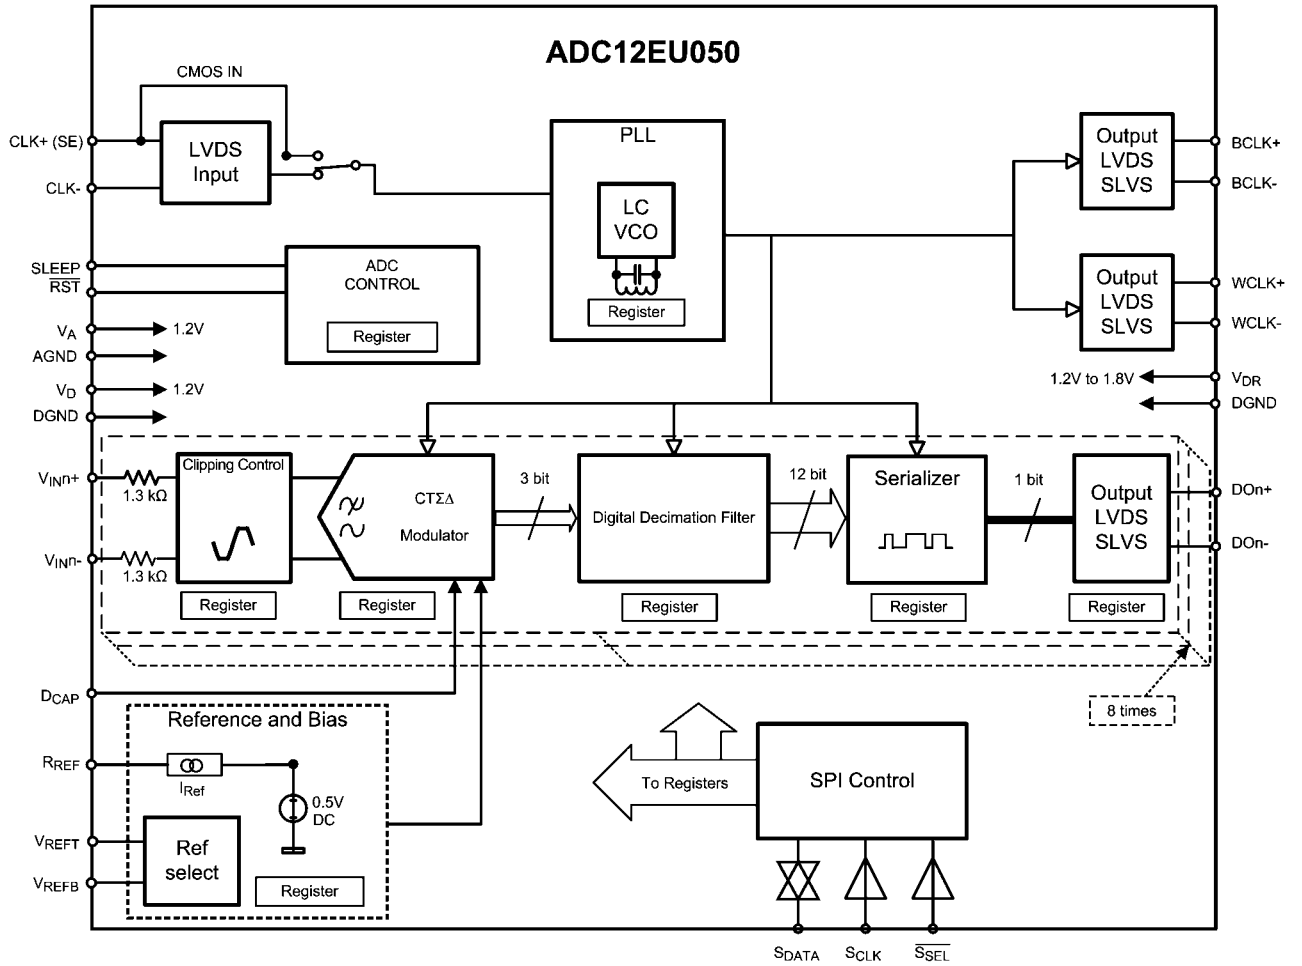 ADC12EU050
CMOS IN
CLK+ (SE)
CLK-
LVDS
Input
PLL
LC
VCO
Register
Output
LVDS
SLVS
BCLK+
BCLK-
SLEEP
RST
ADC
CONTROL
Register
Output
LVDS
SLVS
WCLK+
WCLK-
VA
1.2V
AGND
VD
1.2V
DGND
1.2V to 1.8V
VDR
DGND
VINn+
1.3 kΩ
VINn-
1.3 kΩ
Clipping Control
Register
CTΣΔ
Modulator
Register
3 bit
Digital Decimation Filter
Register
12 bit
Serializer
Register
1 bit
Output
LVDS
SLVS
Register
DOn+
DOn-
8 times
DCAP
Reference and Bias
RREF
IRef
0.5V
DC
VREFT
VREFB
Ref
select
Register
To Registers
SPI Control
SDATA
SCLK
SSEL